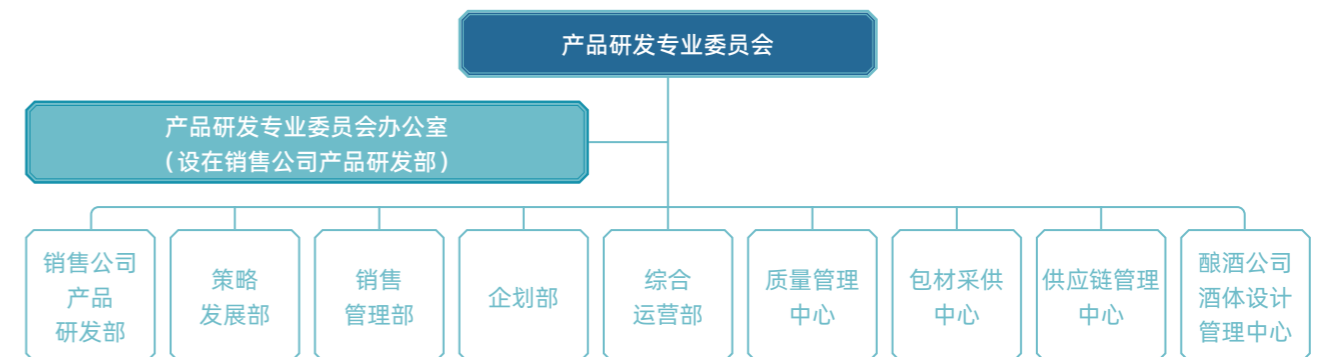 产品研发专业委员会
产品研发专业委员会办公室
（设在销售公司产品研发部）
销售公司
产品
研发部
策略
发展部
销售
管理部
企划部
综合
运营部
质量管理
中心
包材采供
中心
供应链管理
中心
酿酒公司
酒体设计
管理中心